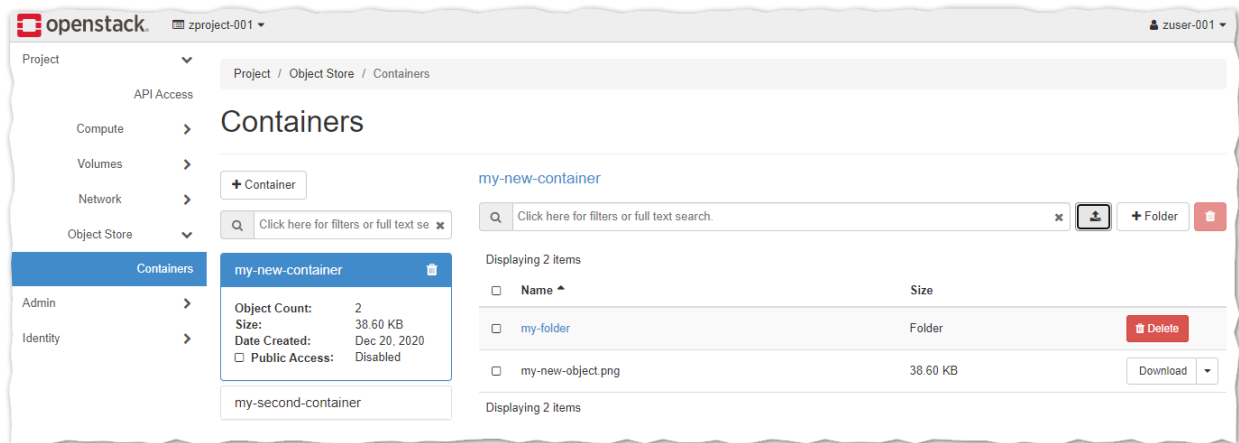 openstack. zproject-001 zuser-001
Project
API Access
Compute
Volumes
Network
Object Store
Containers
Admin
Identity
Project / Object Store / Containers
Containers
+ Container
Click here for filters or full text se
my-new-container
Object Count: 2
Size: 38.60 KB
Date Created: Dec 20, 2020
Public Access: Disabled
my-second-container
my-new-container
Click here for filters or full text search.
+ Folder
Displaying 2 items
Name Size
my-folder Folder Delete
my-new-object.png 38.60 KB Download
Displaying 2 items